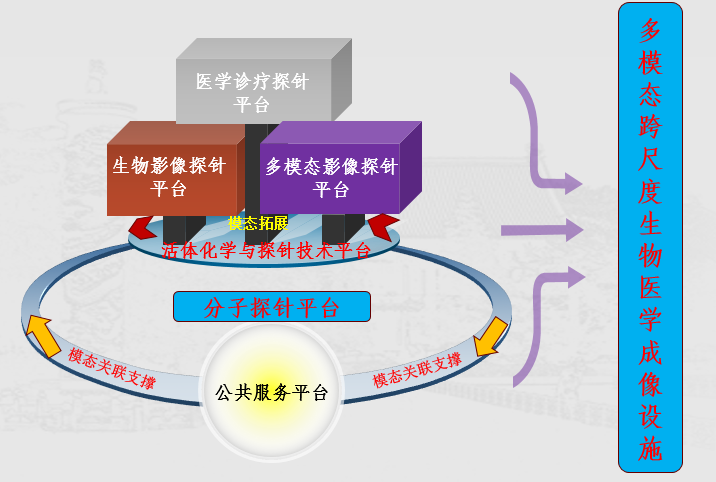 医学诊疗探针
平台
生物影像探针
平台
多模态影像探针
平台
模态拓展
活体化学与探针技术平台
分子探针平台
模态关联支撑
模态关联支撑
公共服务平台
多模态跨尺度生物医学成像设施